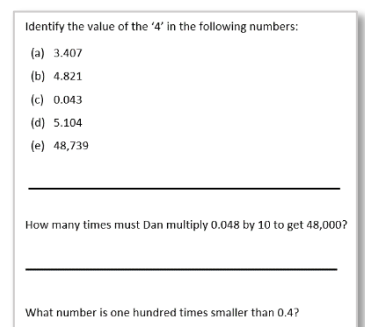 Identify the value of the ‘4’ in the following numbers:
(a) 3.407
(b) 4.821
(c) 0.043
(d) 5.104
(e) 48,739
How many times must Dan multiply 0.048 by 10 to get 48,000?
What number is one hundred times smaller than 0.4?